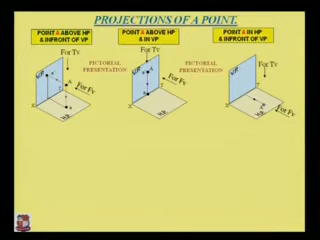 PROJECTIONS OF A POINT.
POINT A ABOVE HP
& INFRONT OF VP
POINT A ABOVE HP
& IN VP
POINT A IN HP
& INFRONT OF VP
For Tv
For Tv
For Tv
PICTORIAL
PRESENTATION
PICTORIAL
PRESENTATION
For Fv
For Fv
For Fv
X
Y
X
Y
X
Y